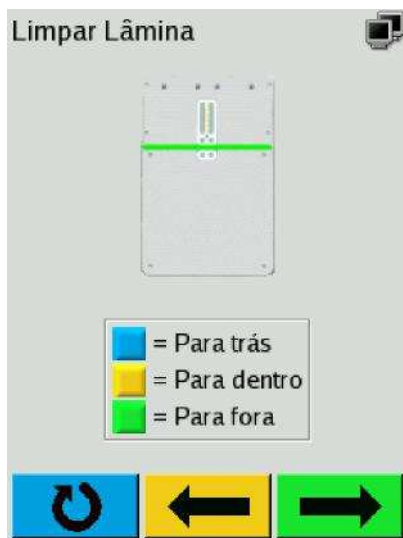 Limpar Lâmina
= Para trás
= Para dentro
= Para fora